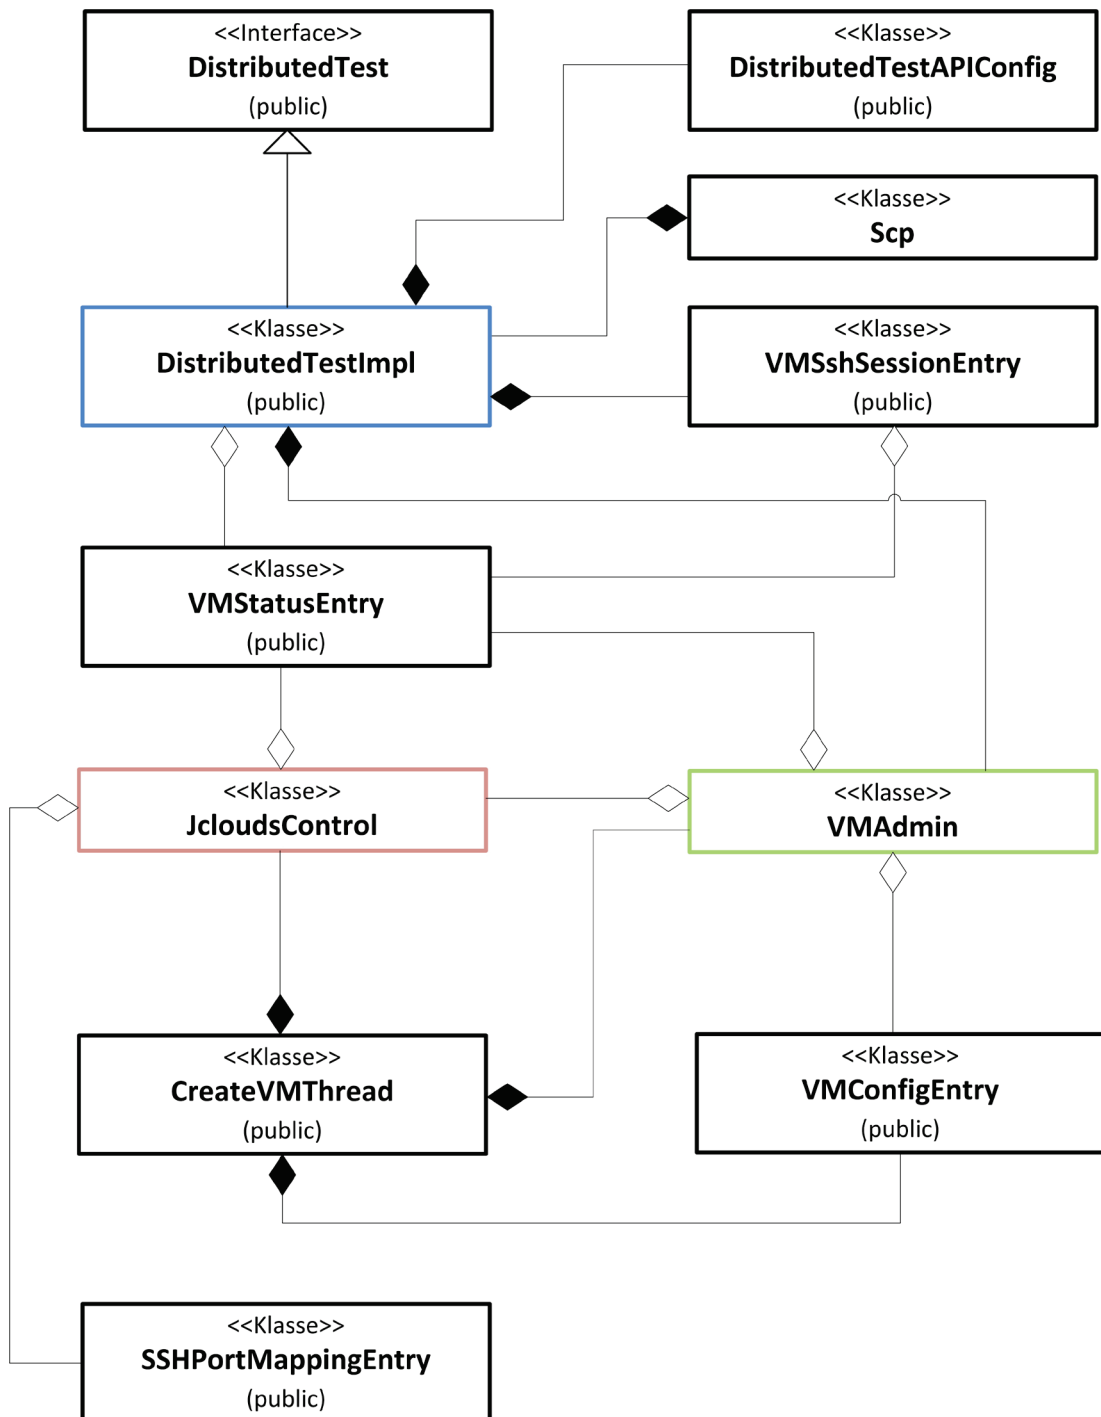 <<Interface>>
DistributedTest
(public)
<<Klasse>>
DistributedTestAPIConfig
(public)
<<Klasse>>
Scp
<<Klasse>>
DistributedTestImpl
(public)
<<Klasse>>
VMSshSessionEntry
(public)
<<Klasse>>
VMStatusEntry
(public)
<<Klasse>>
JcloudsControl
<<Klasse>>
VMAdmin
<<Klasse>>
CreateVMThread
(public)
<<Klasse>>
VMConfigEntry
(public)
<<Klasse>>
SSHPortMappingEntry
(public)